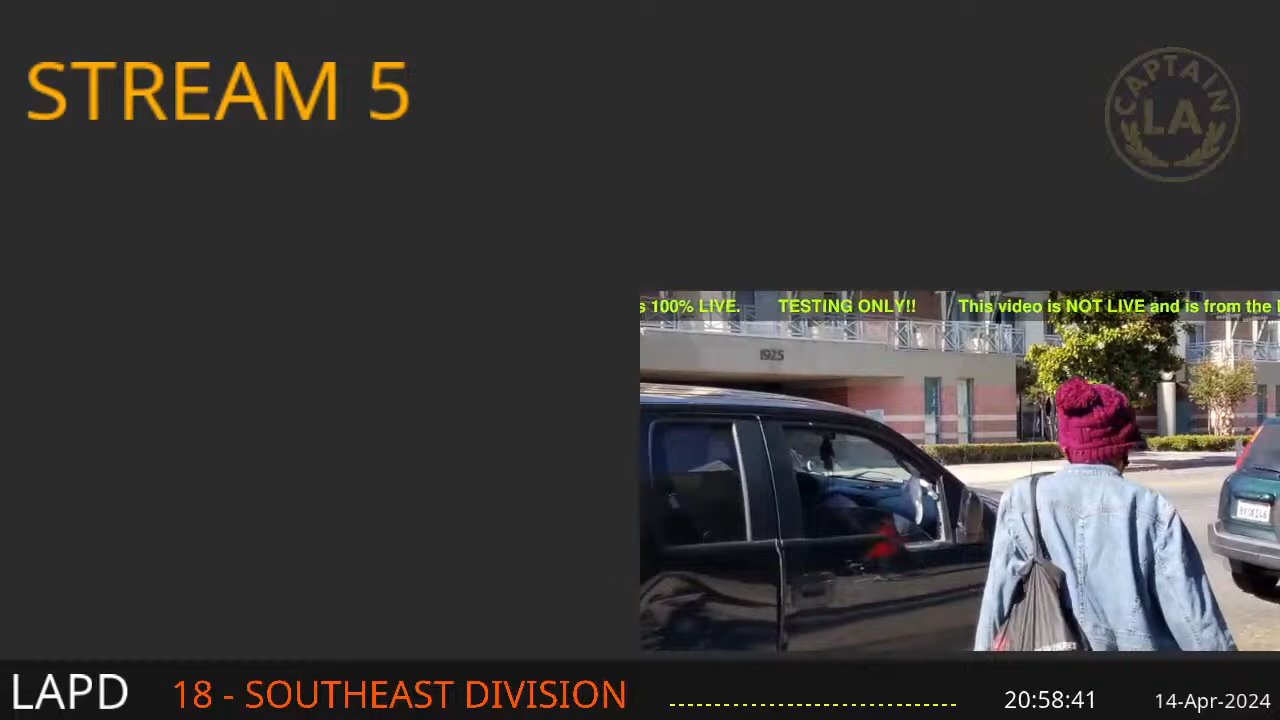 STREAM 5
CAPTAIN
LA
s 100% LIVE. TESTING ONLY!! This video is NOT LIVE and is from the
1925
LAPD 18 - SOUTHEAST DIVISION 20:58:41 14-Apr-2024